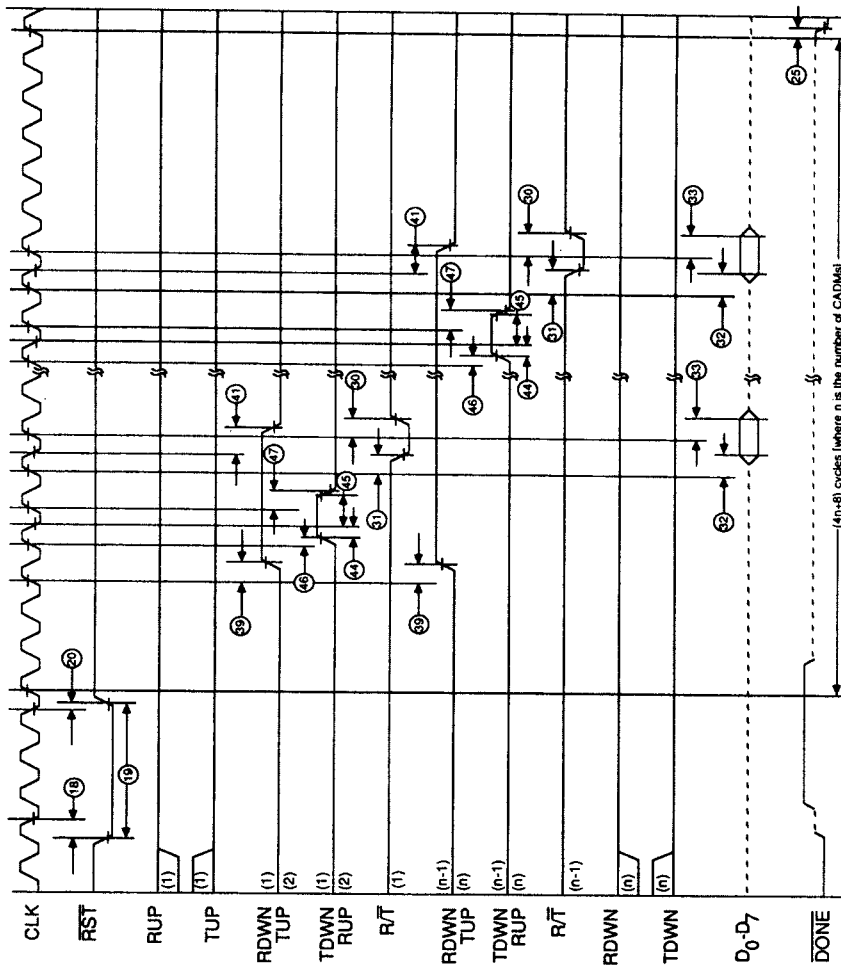 CLK
RST
RUP
(1)
TUP
(1)
RDWN (1)
TUP (2)
TDWN (1)
RUP (2)
R/T (1)
RDWN (n-1)
TUP (n)
TDWN (n-1)
RUP (n)
R/T (n-1)
RDWN
(n)
TDWN
(n)
D0-D7
DONE
18
19
20
39
41
46
47
44
45
31
30
39
41
46
47
44
45
31
30
32
33
32
33
25
(4n+8) cycles (where n is the number of CADMs)